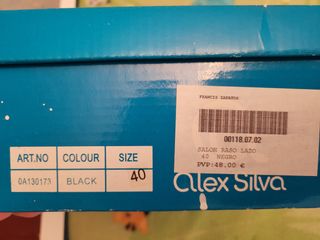 FRANCIS ZAPATOS
00118.07.02
SALON RASO LAZO
40 NEGRO
PVP: 48,00 €
ART.NO COLOUR SIZE
0A130173 BLACK 40
alex silva